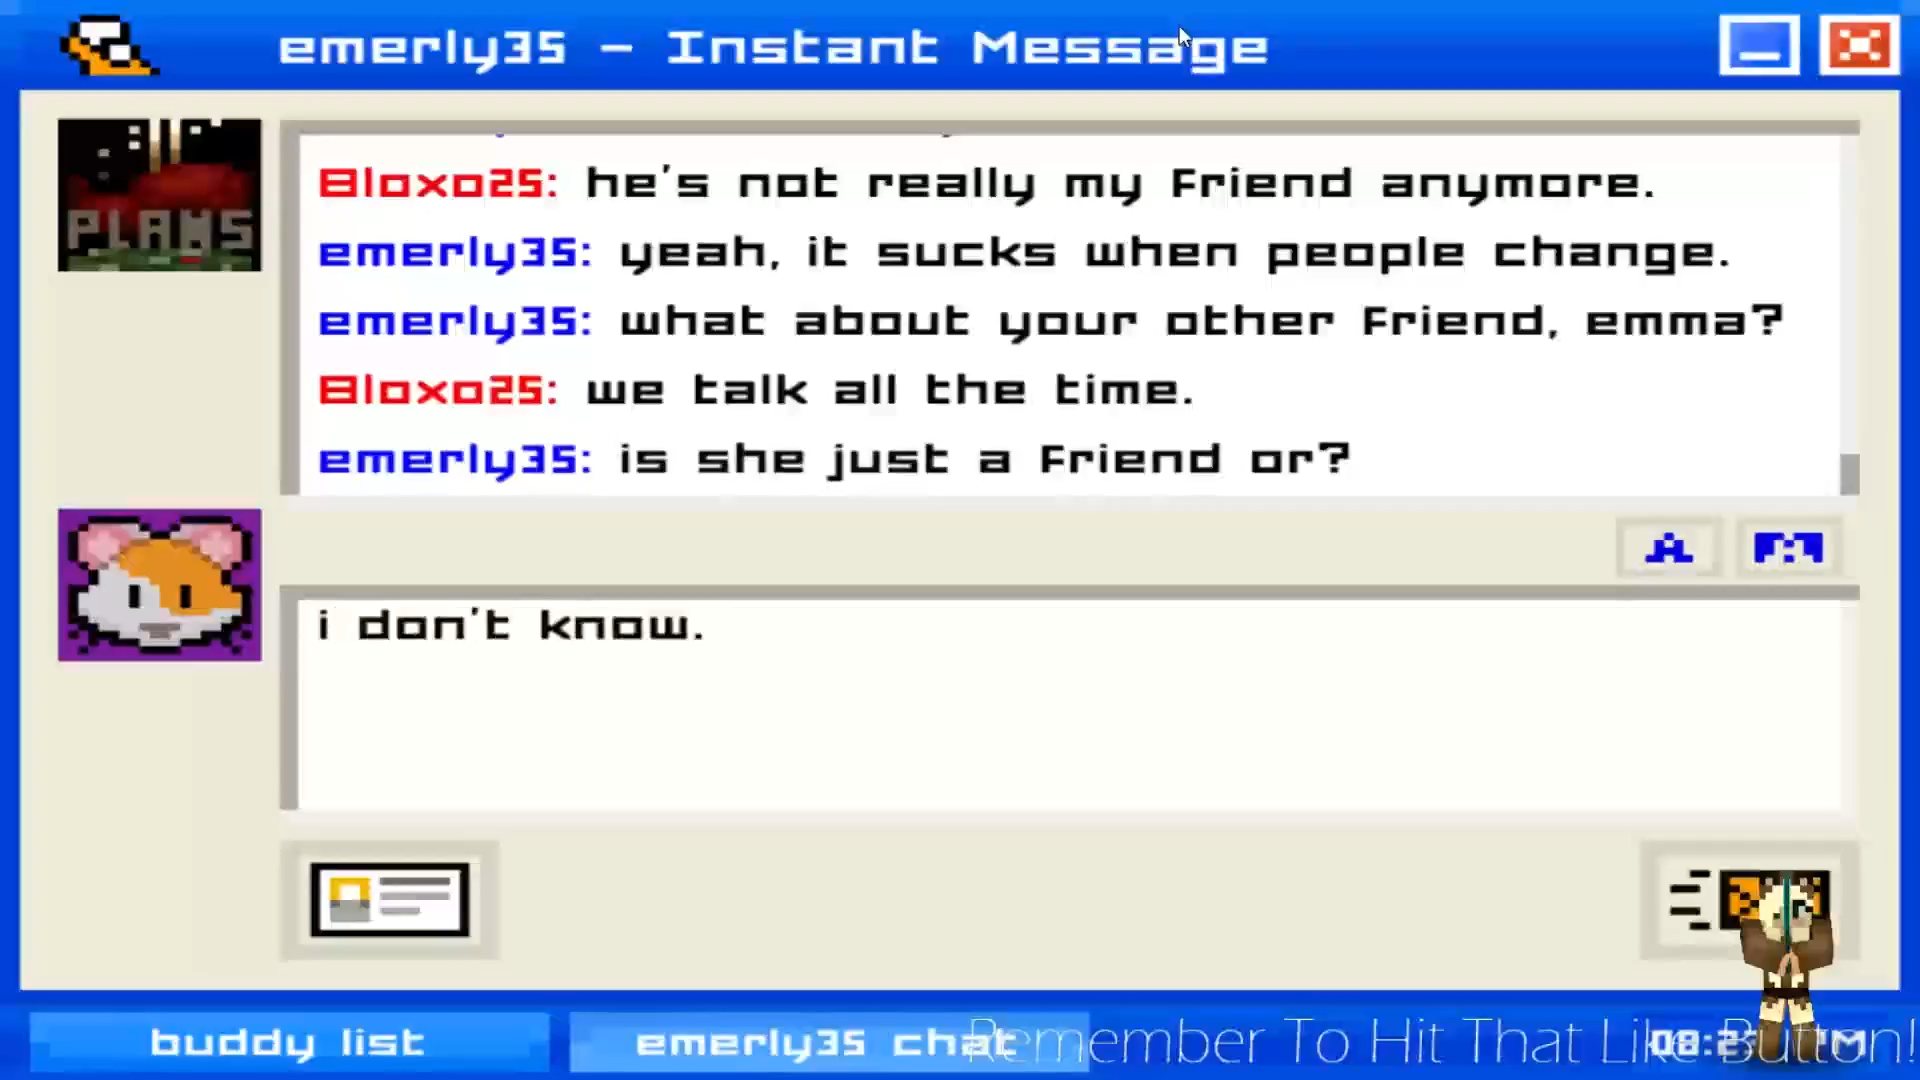 emerly35 - Instant Message
PLANS
Bloxo25: he's not really my Friend anymore.
emerly35: yeah, it sucks when people change.
emerly35: what about your other Friend, emma?
Bloxo25: we talk all the time.
emerly35: is she just a Friend or?
A
i don't know.
buddy list
emerly35 chat
Remember To Hit That Like Button!